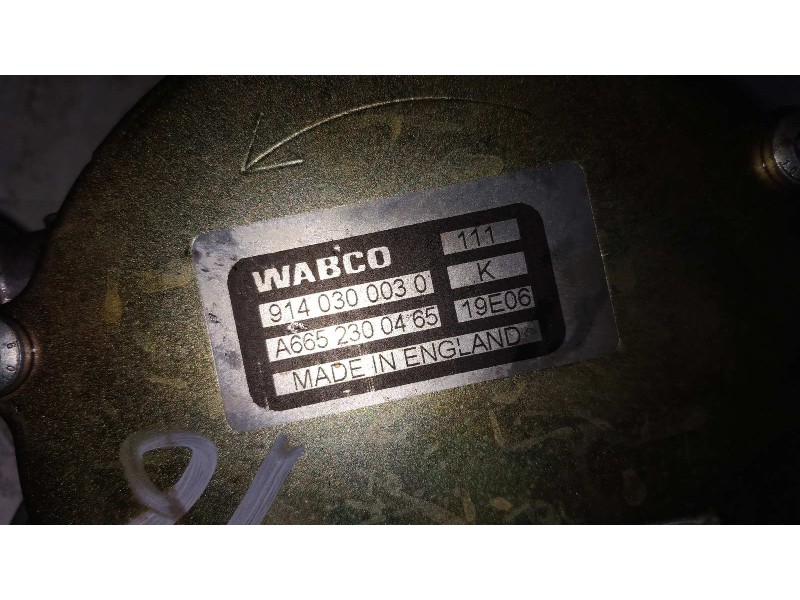 WABCO 111
914 030 003 0 K
A665 230 04 65 19E06
MADE IN ENGLAND